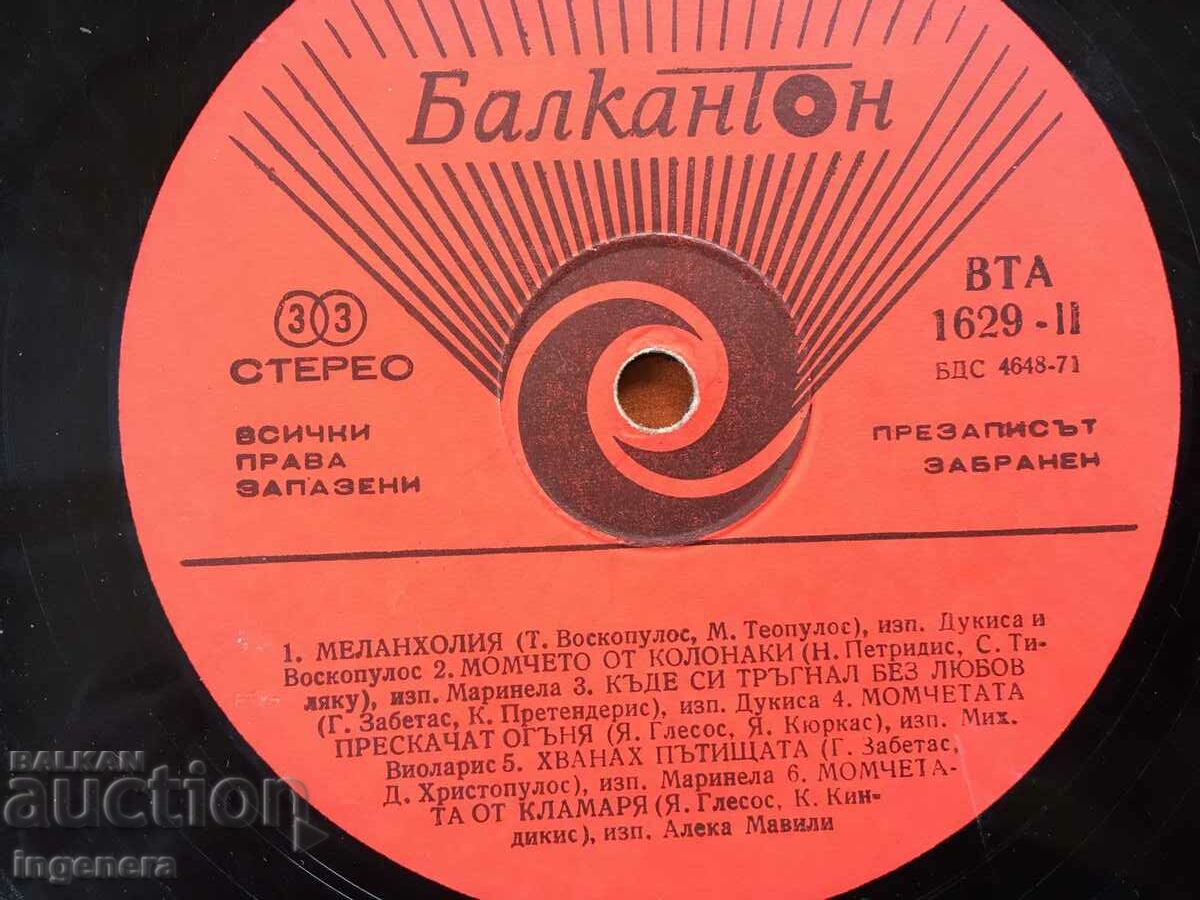 Балкантон
33
СТЕРЕО
ВСИЧКИ
ПРАВА
ЗАПАЗЕНИ
ВТА
1629 - II
БДС 4648-71
ПРЕЗАПИСЪТ
ЗАБРАНЕН
1. МЕЛАНХОЛИЯ (Т. Воскопулос, М. Теопулос), изп. Дукиса и
Воскопулос 2. МОМЧЕТО ОТ КОЛОНАКИ (Н. Петридис, С. Ти-
ляку), изп. Маринела 3. КЪДЕ СИ ТРЪГНАЛ БЕЗ ЛЮБОВ
(Г. Забетас, К. Претендерис), изп. Дукиса 4. МОМЧЕТАТА
ПРЕСКАЧАТ ОГЪНЯ (Я. Глесос, Я. Кюркас), изп. Мих.
Виоларис 5. ХВАНАХ ПЪТИЩАТА (Г. Забетас,
Д. Христопулос), изп. Маринела 6. МОМЧЕТА-
ТА ОТ КЛАМАРЯ (Я. Глесос, К. Кин-
дикис), изп. Алека Мавили
BALKAN
auction
ingenera